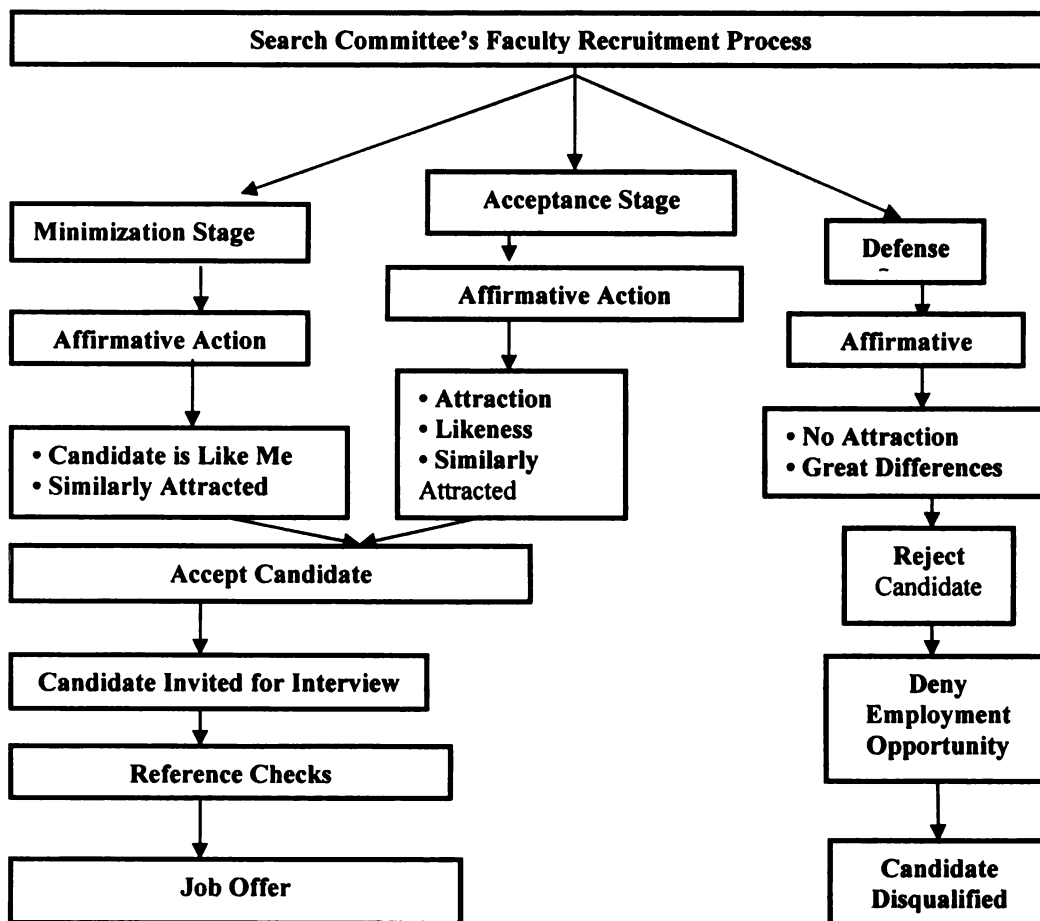 Search Committee’s Faculty Recruitment Process
Acceptance Stage
Minimization Stage
Defense
Affirmative Action
Affirmative Action
Affirmative
• Attraction
• Likeness
• Similarly
Attracted
• Candidate is Like Me
• Similarly Attracted
• No Attraction
• Great Differences
Accept Candidate
Reject
Candidate
Candidate Invited for Interview
Deny
Employment
Opportunity
Reference Checks
Job Offer
Candidate
Disqualified